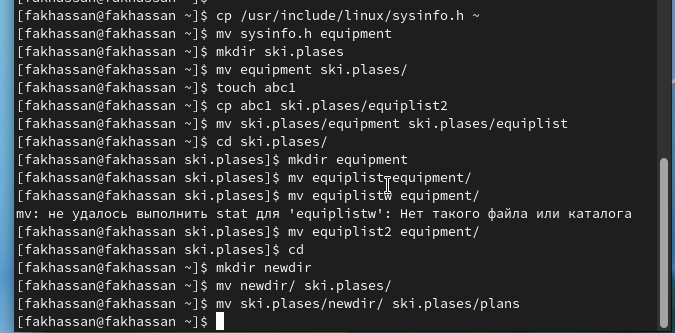 [fakhassan@fakhassan ~]$ cp /usr/include/linux/sysinfo.h ~
[fakhassan@fakhassan ~]$ mv sysinfo.h equipment
[fakhassan@fakhassan ~]$ mkdir ski.plases
[fakhassan@fakhassan ~]$ mv equipment ski.plases/
[fakhassan@fakhassan ~]$ touch abc1
[fakhassan@fakhassan ~]$ cp abc1 ski.plases/equiplist2
[fakhassan@fakhassan ~]$ mv ski.plases/equipment ski.plases/equiplist
[fakhassan@fakhassan ~]$ cd ski.plases/
[fakhassan@fakhassan ski.plases]$ mkdir equipment
[fakhassan@fakhassan ski.plases]$ mv equiplist equipment/
[fakhassan@fakhassan ski.plases]$ mv equiplistw equipment/
mv: не удалось выполнить stat для 'equiplistw': Нет такого файла или каталога
[fakhassan@fakhassan ski.plases]$ mv equiplist2 equipment/
[fakhassan@fakhassan ski.plases]$ cd
[fakhassan@fakhassan ~]$ mkdir newdir
[fakhassan@fakhassan ~]$ mv newdir/ ski.plases/
[fakhassan@fakhassan ~]$ mv ski.plases/newdir/ ski.plases/plans
[fakhassan@fakhassan ~]$